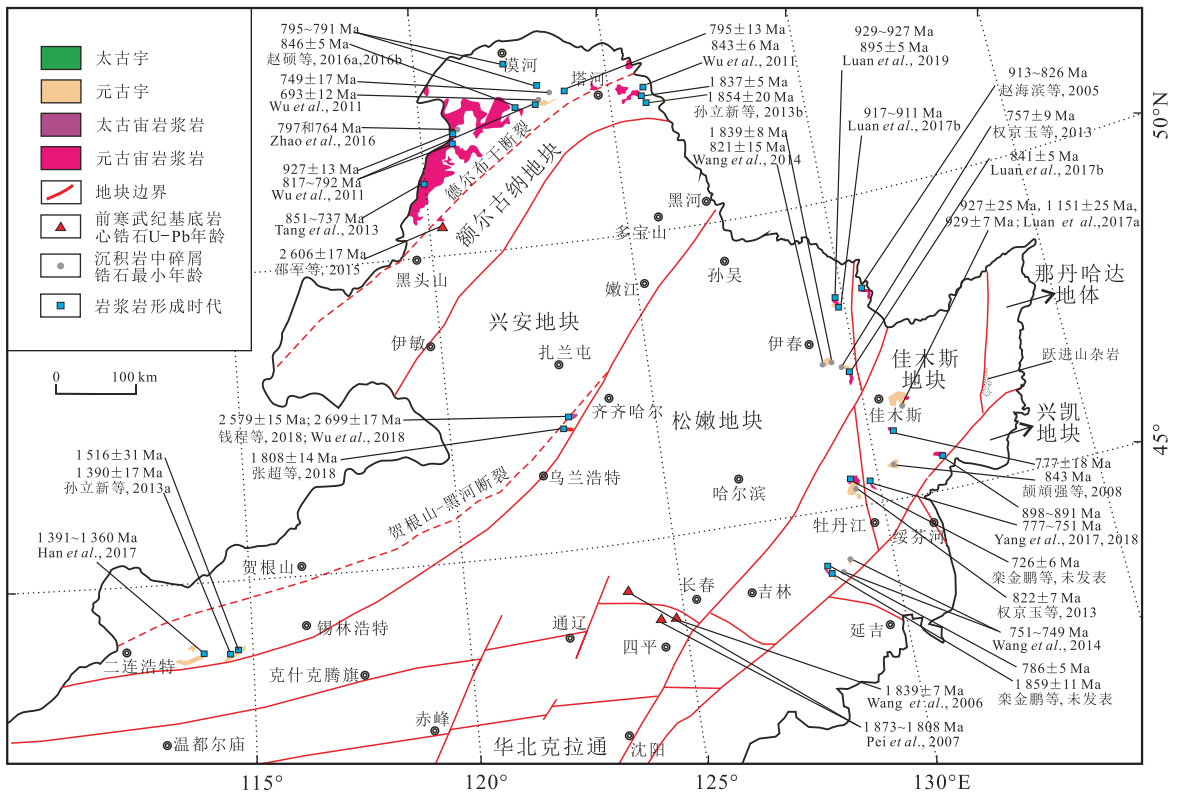 太古宇
元古宇
太古宙岩浆岩
元古宙岩浆岩
地块边界
前寒武纪基底岩
心锆石U-Pb年龄
沉积岩中碎屑
锆石最小年龄
岩浆岩形成时代
0 100 km
795~791 Ma
846±5 Ma
赵硕等, 2016a,2016b
749±17 Ma
693±12 Ma
Wu et al., 2011
797和764 Ma
Zhao et al., 2016
927±13 Ma
817~792 Ma
Wu et al., 2011
851~737 Ma
Tang et al., 2013
2 606±17 Ma
邵军等, 2015
漠河
塔河
795±13 Ma
843±6 Ma
Wu et al., 2011
1 837±5 Ma
1 854±20 Ma
孙立新等, 2013b
1 839±8 Ma
821±15 Ma
Wang et al., 2014
929~927 Ma
895±5 Ma
Luan et al., 2019
917~911 Ma
Luan et al., 2017b
913~826 Ma
赵海滨等, 2005
757±9 Ma
权京玉等, 2013
841±5 Ma
Luan et al., 2017b
927±25 Ma, 1 151±25 Ma,
929±7 Ma; Luan et al.,2017a
50°N
德尔布干断裂
额尔古纳地块
黑河
多宝山
孙吴
黑头山
嫩江
那丹哈达
地体
兴安地块
伊敏
扎兰屯
伊春
佳木斯
地块
跃进山杂岩
齐齐哈尔
松嫩地块
佳木斯
兴凯
地块
45°
2 579±15 Ma; 2 699±17 Ma
钱程等, 2018; Wu et al., 2018
1 808±14 Ma
张超等, 2018
1 516±31 Ma
1 390±17 Ma
孙立新等, 2013a
1 391~1 360 Ma
Han et al., 2017
乌兰浩特
贺根山-黑河断裂
哈尔滨
牡丹江
绥芬河
777±18 Ma
843 Ma
颉颃强等, 2008
898~891 Ma
777~751 Ma
Yang et al., 2017, 2018
726±6 Ma
栾金鹏等, 未发表
822±7 Ma
权京玉等, 2013
751~749 Ma
Wang et al., 2014
786±5 Ma
1 859±11 Ma
栾金鹏等, 未发表
贺根山
锡林浩特
二连浩特
克什克腾旗
通辽
长春
吉林
四平
延吉
1 839±7 Ma
Wang et al., 2006
1 873~1 808 Ma
Pei et al., 2007
温都尔庙
赤峰
华北克拉通
沈阳
115° 120° 125° 130°E